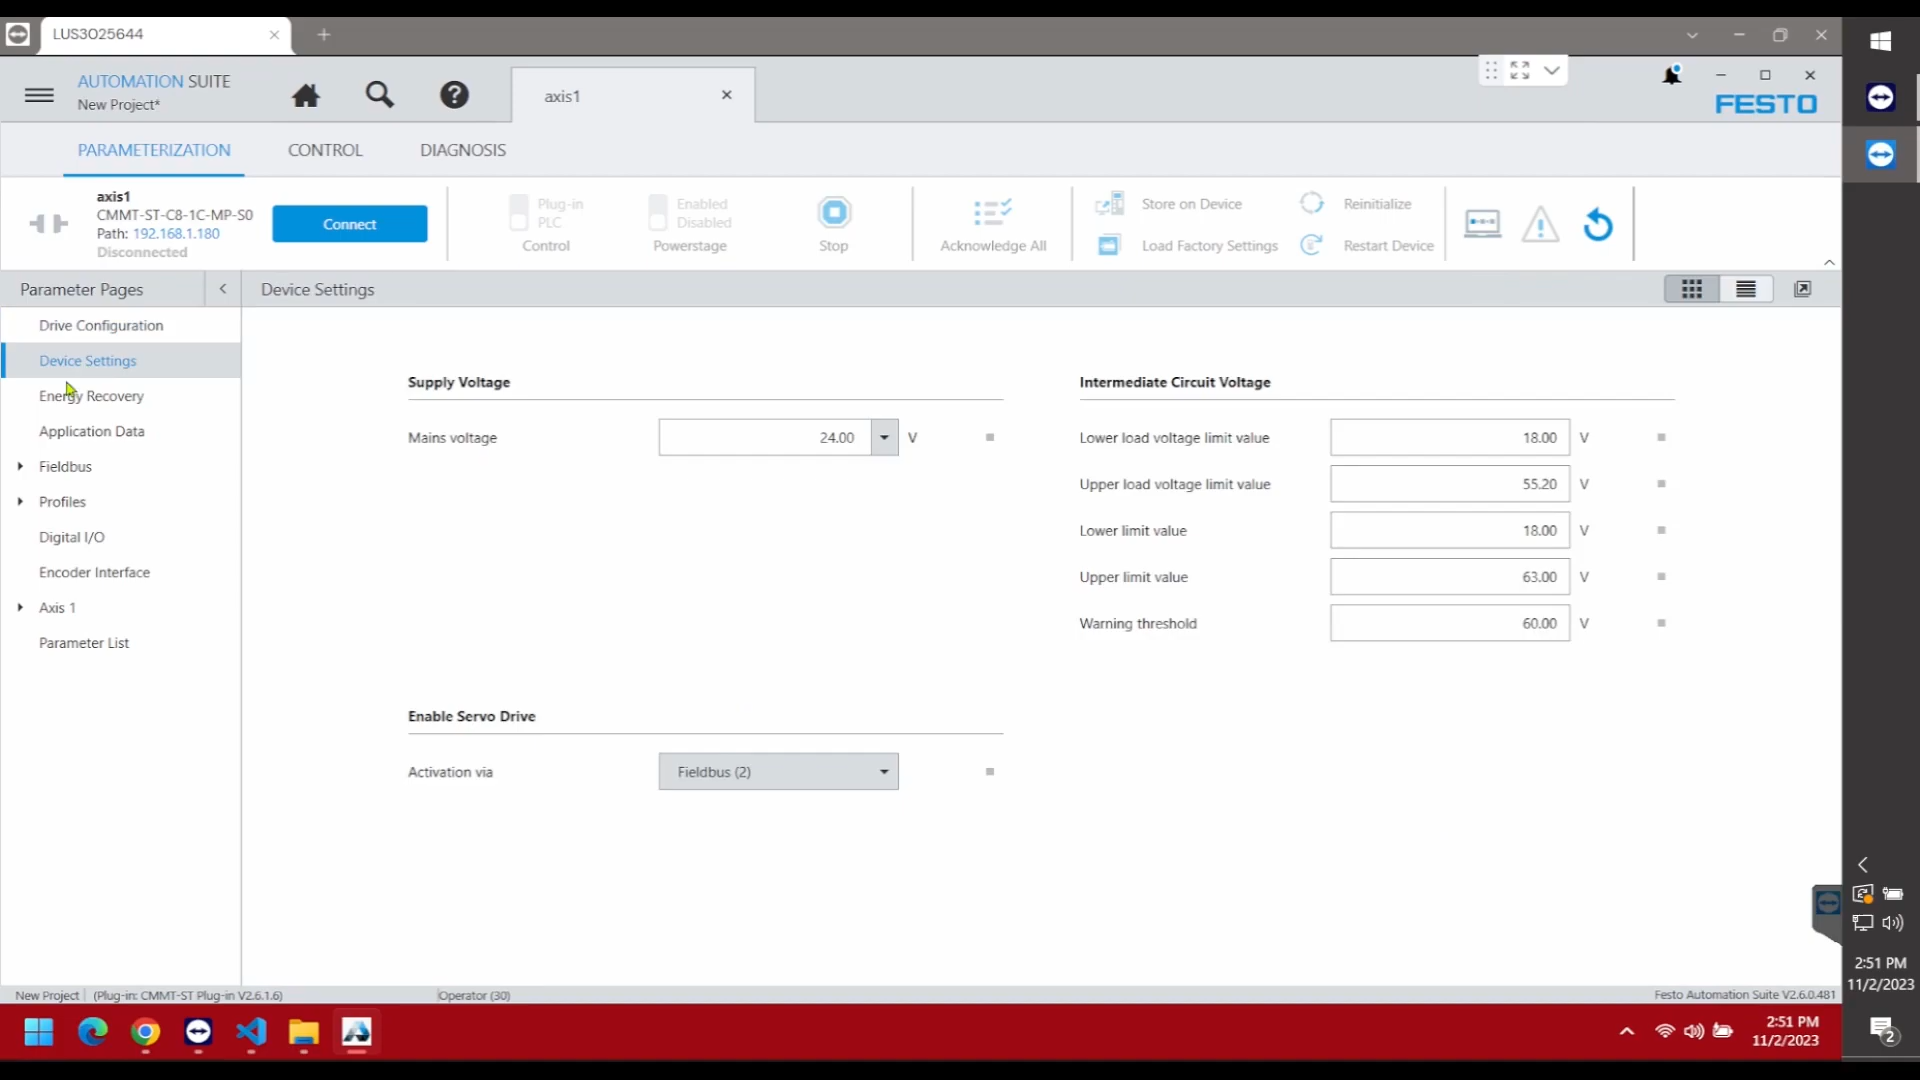 LUS3O25644
AUTOMATION SUITE
New Project*
axis1
FESTO
PARAMETERIZATION
CONTROL
DIAGNOSIS
axis1
CMMT-ST-C8-1C-MP-S0
Path: 192.168.1.180
Disconnected
Connect
Plug-in
PLC
Control
Enabled
Disabled
Powerstage
Stop
Acknowledge All
Store on Device
Load Factory Settings
Reinitialize
Restart Device
Parameter Pages
Device Settings
Drive Configuration
Device Settings
Energy Recovery
Application Data
Fieldbus
Profiles
Digital I/O
Encoder Interface
Axis 1
Parameter List
Supply Voltage
Mains voltage 24.00 V
Intermediate Circuit Voltage
Lower load voltage limit value 18.00 V
Upper load voltage limit value 55.20 V
Lower limit value 18.00 V
Upper limit value 63.00 V
Warning threshold 60.00 V
Enable Servo Drive
Activation via Fieldbus (2)
New Project (Plug-in: CMMT-ST Plug-in V2.6.1.6) Operator (30) Festo Automation Suite V2.6.0.481
2:51 PM
11/2/2023
2:51 PM
11/2/2023
2